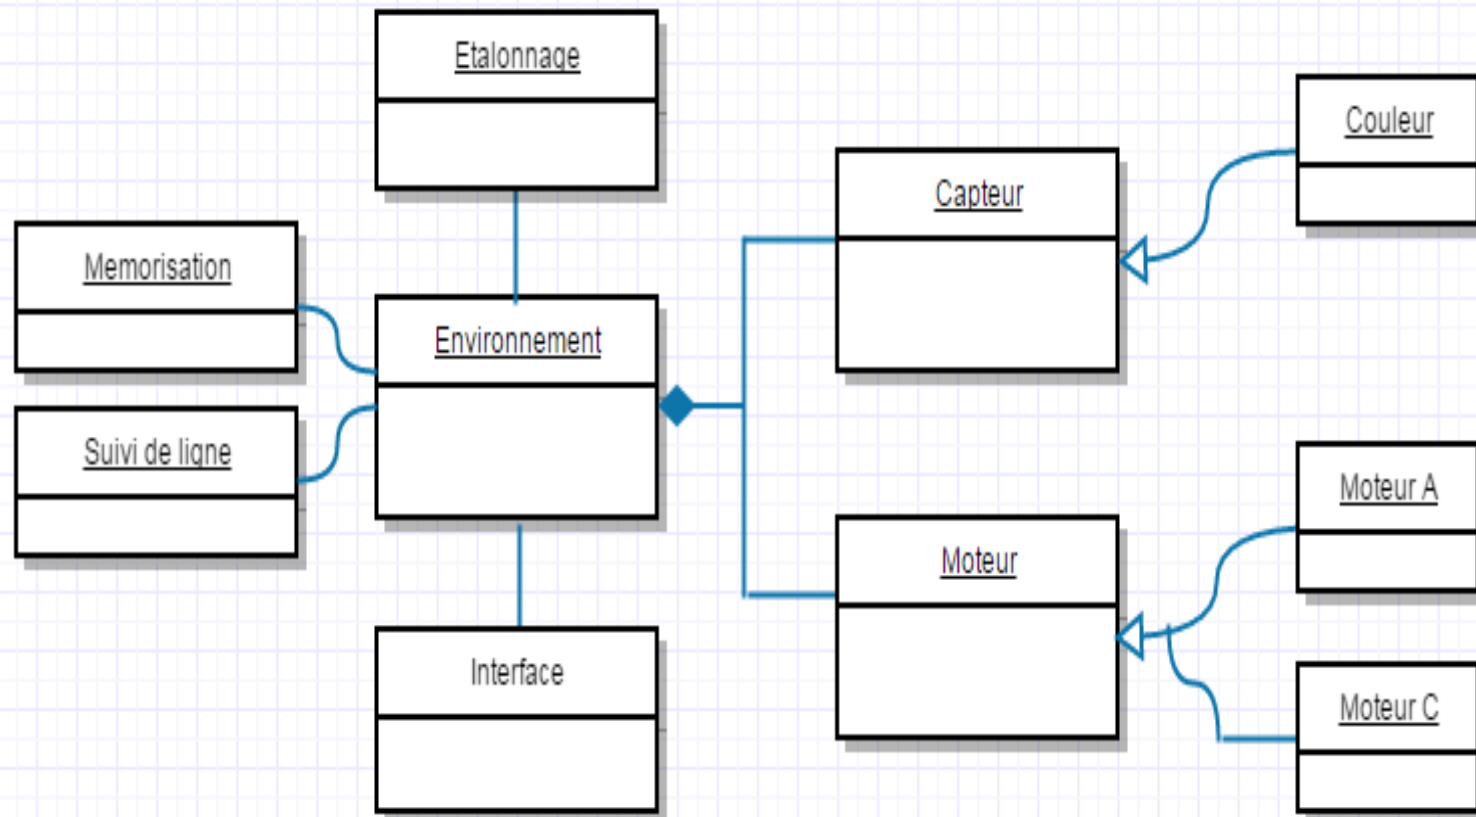 Etalonnage
Couleur
Capteur
Memorisation
Environnement
Suivi de ligne
Moteur A
Moteur
Interface
Moteur C